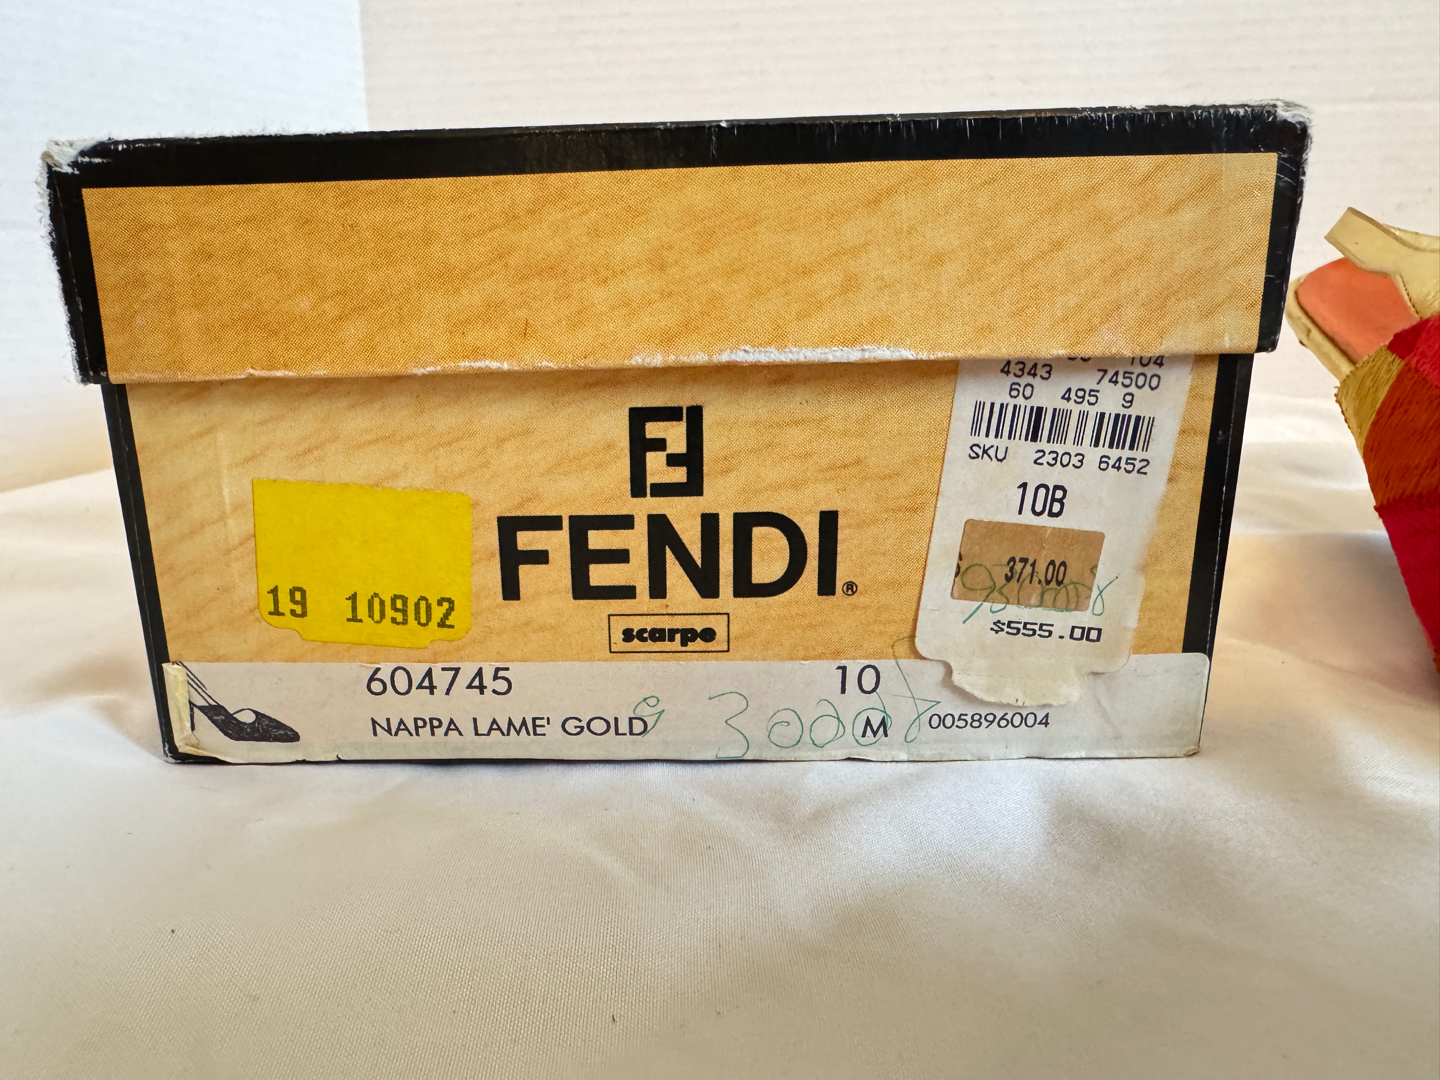 104
4343 74500
60 495 9
SKU 2303 6452
10B
371.00
$555.00
FF
FENDI®
scarpe
19 10902
604745 10
NAPPA LAME' GOLD M 005896004